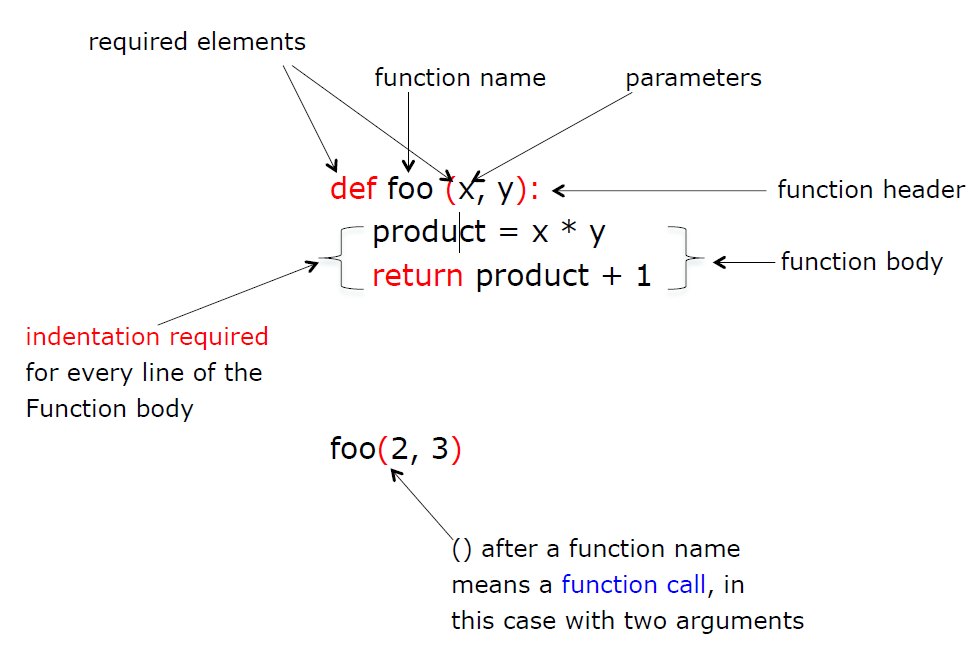 required elements
function name
parameters
def foo (x, y):
function header
product = x * y
return product + 1
function body
indentation required
for every line of the
Function body
foo(2, 3)
() after a function name
means a function call, in
this case with two arguments